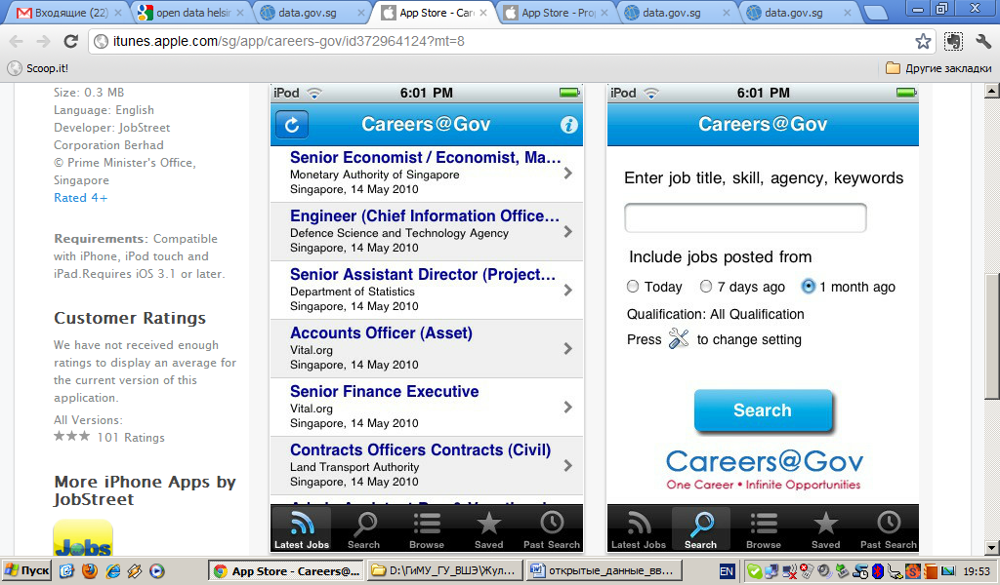 Входящие (22)
open data helsir
data.gov.sg
App Store - Car
App Store - Pro
data.gov.sg
data.gov.sg
itunes.apple.com/sg/app/careers-gov/id372964124?mt=8
Scoop.it!
Другие закладки
Size: 0.3 MB
Language: English
Developer: JobStreet
Corporation Berhad
© Prime Minister's Office,
Singapore
Rated 4+
Requirements: Compatible
with iPhone, iPod touch and
iPad.Requires iOS 3.1 or later.
Customer Ratings
We have not received enough
ratings to display an average for
the current version of this
application.
All Versions:
★★★ 101 Ratings
More iPhone Apps by
JobStreet
Jobs
iPod 6:01 PM
Careers@Gov
Senior Economist / Economist, Ma...
Monetary Authority of Singapore
Singapore, 14 May 2010
Engineer (Chief Information Office...
Defence Science and Technology Agency
Singapore, 14 May 2010
Senior Assistant Director (Project...
Department of Statistics
Singapore, 14 May 2010
Accounts Officer (Asset)
Vital.org
Singapore, 14 May 2010
Senior Finance Executive
Vital.org
Singapore, 14 May 2010
Contracts Officers Contracts (Civil)
Land Transport Authority
Singapore, 14 May 2010
Latest Jobs Search Browse Saved Past Search
iPod 6:01 PM
Careers@Gov
Enter job title, skill, agency, keywords
Include jobs posted from
Today 7 days ago 1 month ago
Qualification: All Qualification
Press to change setting
Search
Careers@Gov
One Career • Infinite Opportunities
Latest Jobs Search Browse Saved Past Search
Пуск
App Store - Careers@...
D:\ГиМУ_ГУ_ВШЭ\Жул...
открытые_данные_вв...
EN
19:53